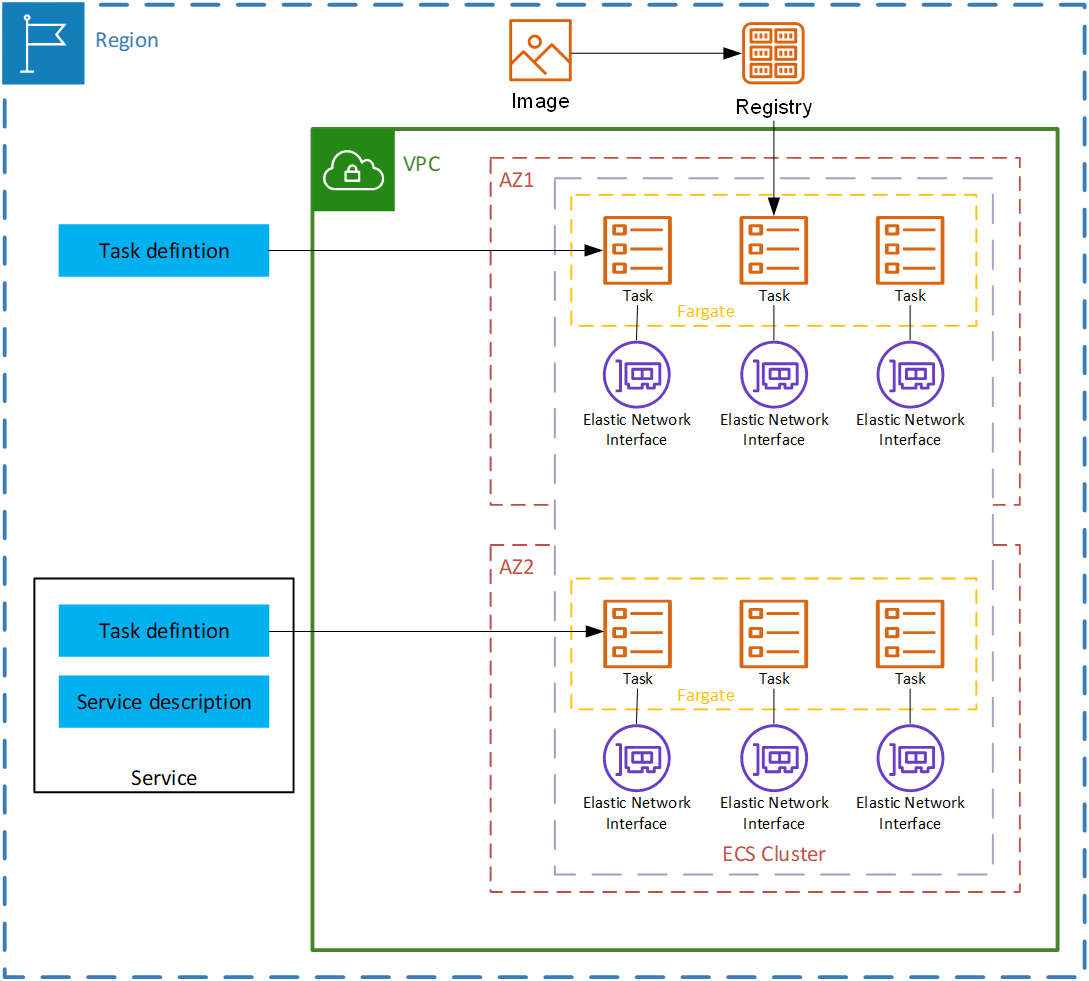 Region
Image
Registry
VPC
AZ1
Task defintion
Task
Task
Task
Fargate
Elastic Network
Interface
Elastic Network
Interface
Elastic Network
Interface
AZ2
Task defintion
Service description
Service
Task
Task
Task
Fargate
Elastic Network
Interface
Elastic Network
Interface
Elastic Network
Interface
ECS Cluster